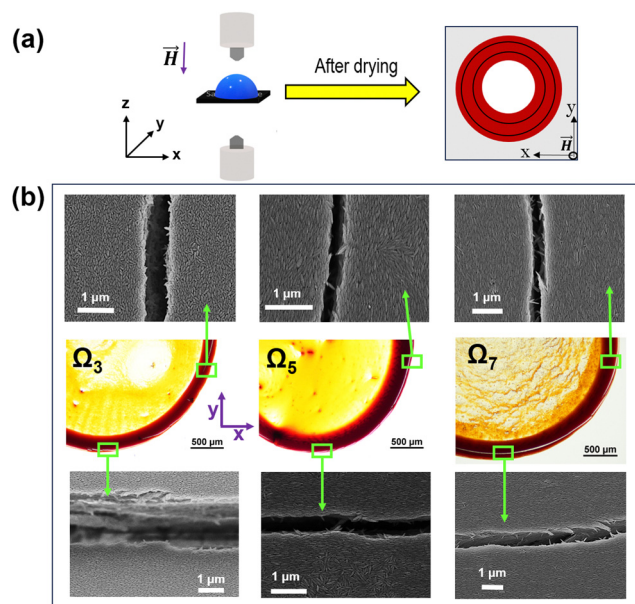 (a)
H
After drying
z
y
x
y
x
H
(b)
1 µm
1 µm
1 µm
Ω3
Ω5
Ω7
y
x
500 µm
500 µm
500 µm
1 µm
1 µm
1 µm